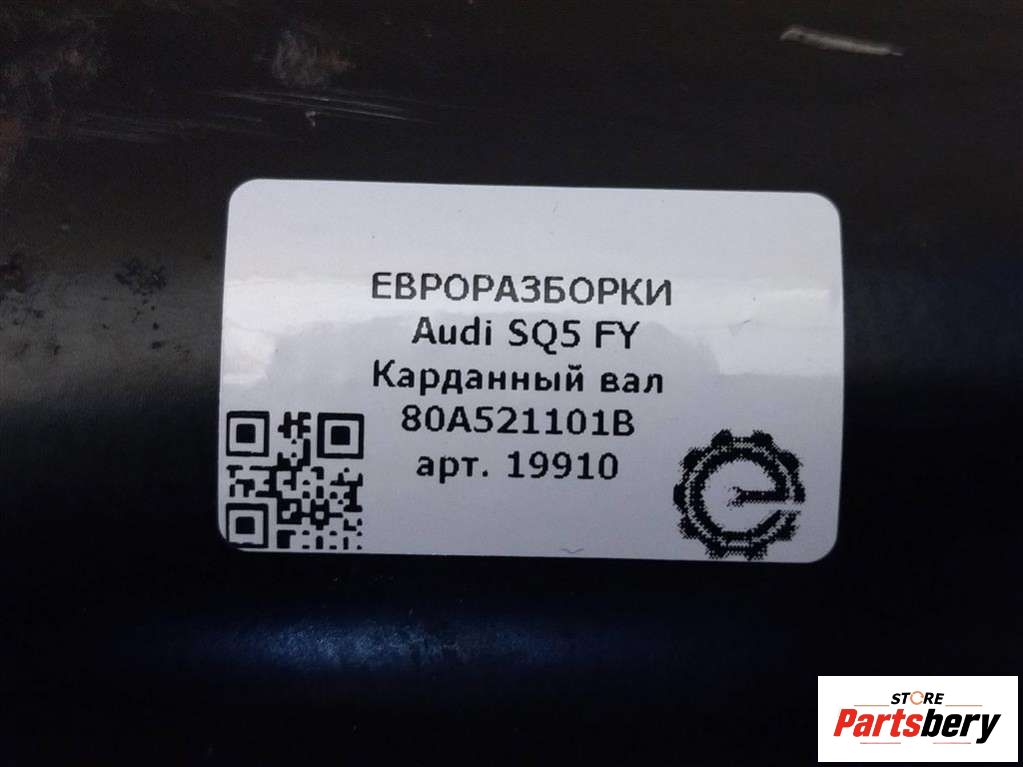 ЕВРОРАЗБОРКИ
Audi SQ5 FY
Карданный вал
80A521101B
арт. 19910
STORE
Partsbery